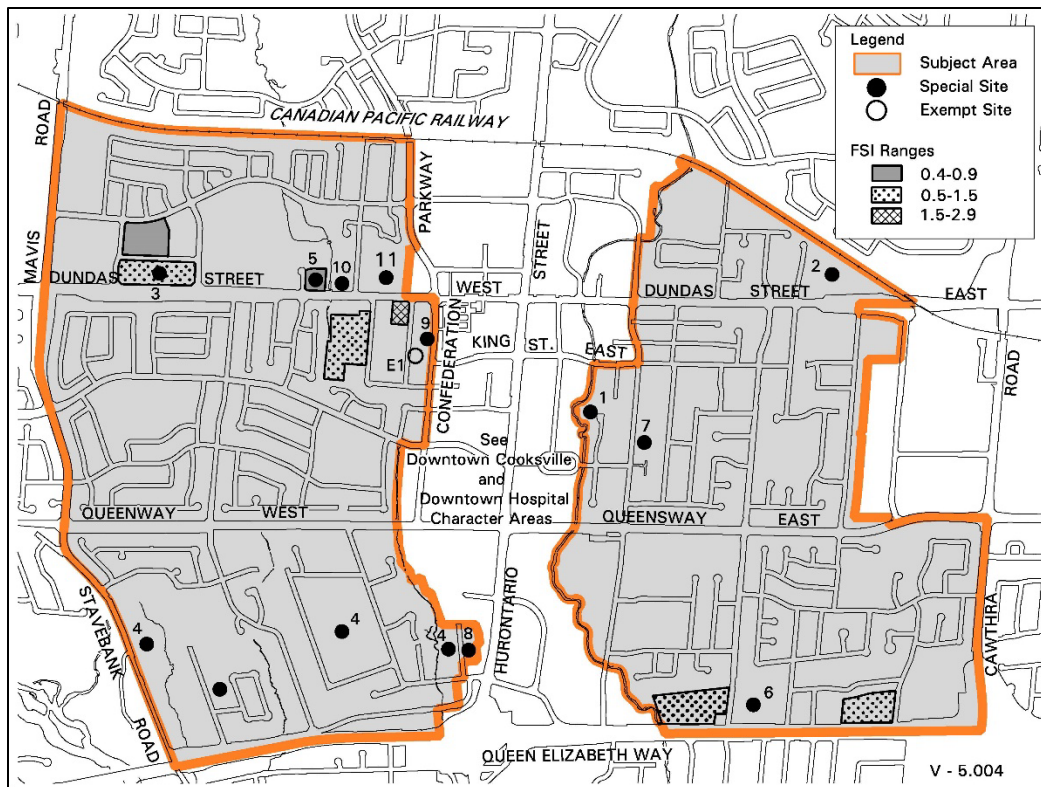 Legend
Subject Area
Special Site
Exempt Site
FSI Ranges
0.4-0.9
0.5-1.5
1.5-2.9
CANADIAN PACIFIC RAILWAY
ROAD
MAVIS
PARKWAY
STREET
DUNDAS STREET WEST
3
5
10
11
2
DUNDAS STREET EAST
9
E1
CONFEDERATION
KING ST. EAST
ROAD
1
7
See
Downtown Cooksville
and
Downtown Hospital
Character Areas
QUEENWAY WEST
QUEENSWAY EAST
STAVEBANK
ROAD
4
4
4
8
HURONTARIO
6
CAWTHRA
QUEEN ELIZABETH WAY
V - 5.004